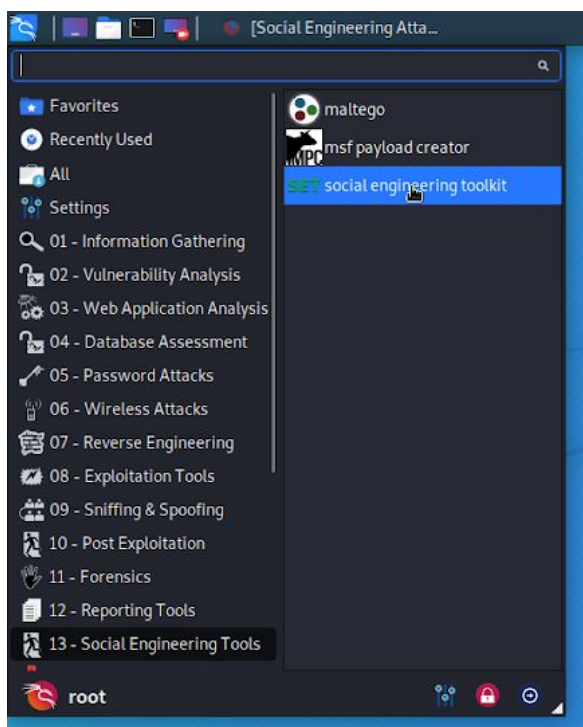 [Social Engineering Atta...
Favorites
Recently Used
All
Settings
01 - Information Gathering
02 - Vulnerability Analysis
03 - Web Application Analysis
04 - Database Assessment
05 - Password Attacks
06 - Wireless Attacks
07 - Reverse Engineering
08 - Exploitation Tools
09 - Sniffing & Spoofing
10 - Post Exploitation
11 - Forensics
12 - Reporting Tools
13 - Social Engineering Tools
maltego
MPC msf payload creator
SET social engineering toolkit
root